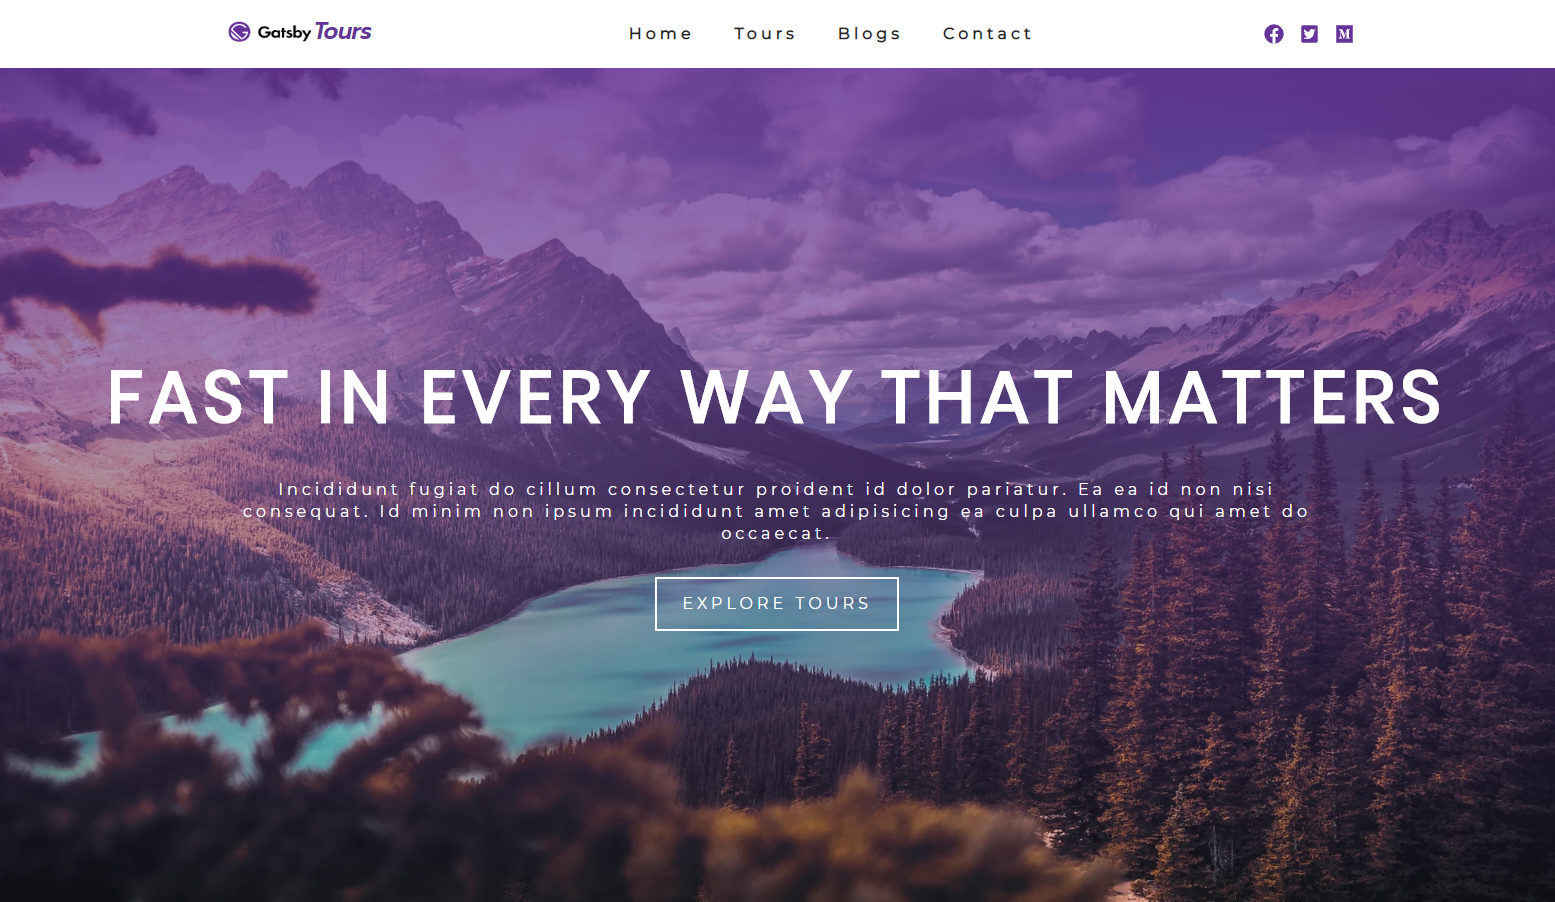 Gatsby Tours
Home Tours Blogs Contact
FAST IN EVERY WAY THAT MATTERS
Incididunt fugiat do cillum consectetur proident id dolor pariatur. Ea ea id non nisi
consequat. Id minim non ipsum incididunt amet adipisicing ea culpa ullamco qui amet do
occaecat.
EXPLORE TOURS